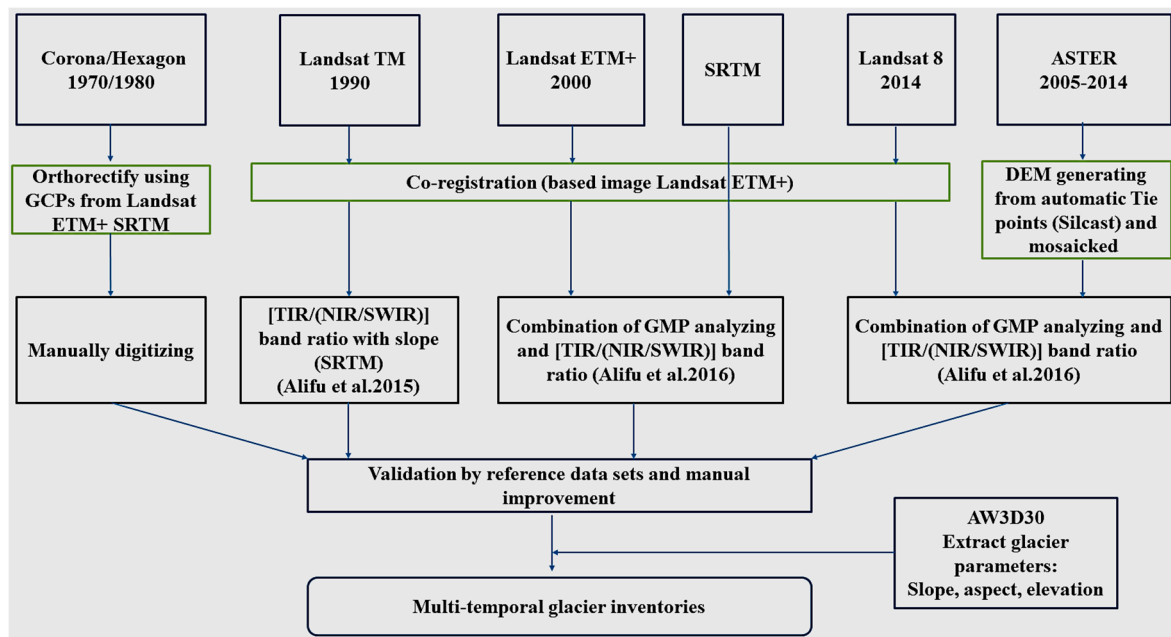 Corona/Hexagon
1970/1980
Landsat TM
1990
Landsat ETM+
2000
SRTM
Landsat 8
2014
ASTER
2005-2014
Orthorectify using
GCPs from Landsat
ETM+ SRTM
Co-registration (based image Landsat ETM+)
DEM generating
from automatic Tie
points (Silcast) and
mosaicked
Manually digitizing
[TIR/(NIR/SWIR)]
band ratio with slope
(SRTM)
(Alifu et al.2015)
Combination of GMP analyzing
and [TIR/(NIR/SWIR)] band
ratio (Alifu et al.2016)
Combination of GMP analyzing and
[TIR/(NIR/SWIR)] band ratio
(Alifu et al.2016)
Validation by reference data sets and manual
improvement
AW3D30
Extract glacier
parameters:
Slope, aspect, elevation
Multi-temporal glacier inventories